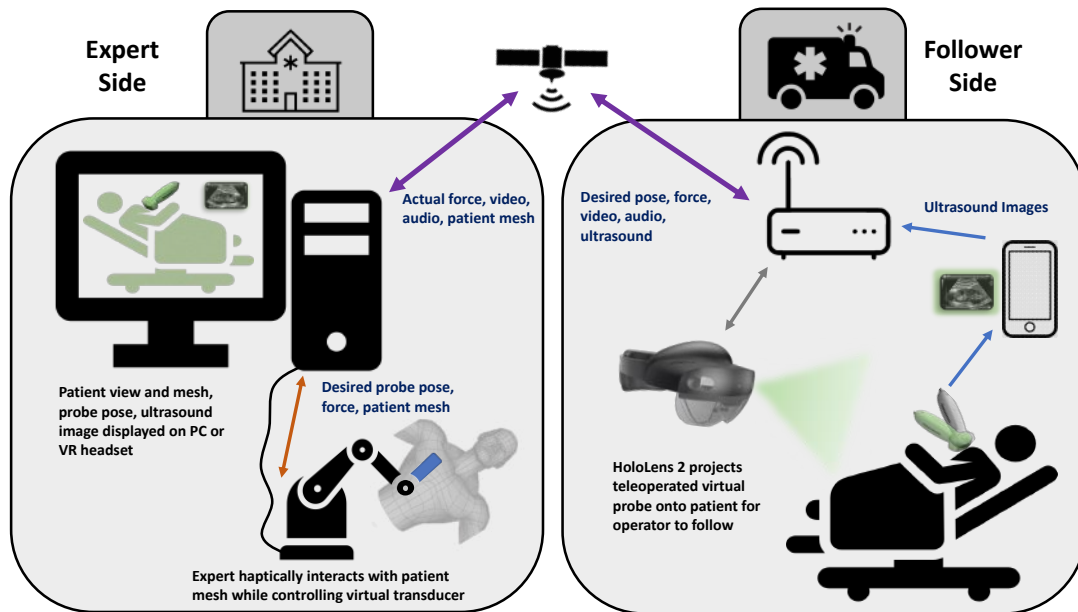 Expert
Side
Follower
Side
Actual force, video,
audio, patient mesh
Desired pose, force,
video, audio,
ultrasound
Ultrasound Images
Patient view and mesh,
probe pose, ultrasound
image displayed on PC or
VR headset
Desired probe pose,
force, patient mesh
HoloLens 2 projects
teleoperated virtual
probe onto patient for
operator to follow
Expert haptically interacts with patient
mesh while controlling virtual transducer